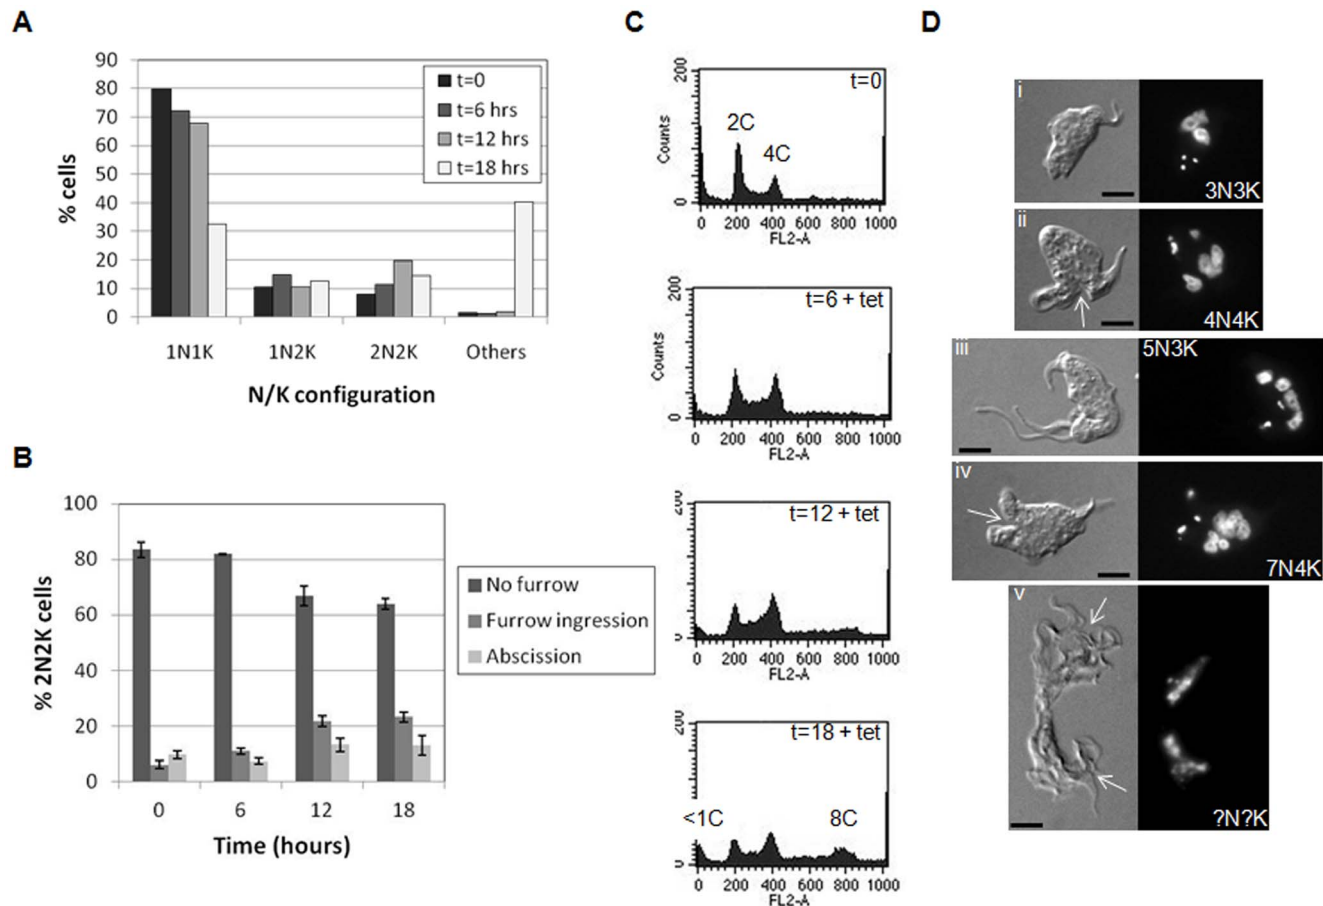 A
90
80
70
60
50
40
30
20
10
0
% cells
t=0
t=6 hrs
t=12 hrs
t=18 hrs
1N1K
1N2K
2N2K
Others
N/K configuration
B
100
80
60
40
20
0
% 2N2K cells
No furrow
Furrow ingression
Abscission
0
6
12
18
Time (hours)
C
200
Counts
0
t=0
2C
4C
0 200 400 600 800 1000
FL2-A
200
Counts
0
t=6 + tet
0 200 400 600 800 1000
FL2-A
t=12 + tet
0 200 400 600 800 1000
FL2-A
200
0
t=18 + tet
<1C
8C
0 200 400 600 800 1000
FL2-A
D
i
3N3K
ii
4N4K
iii
5N3K
iv
7N4K
v
?N?K